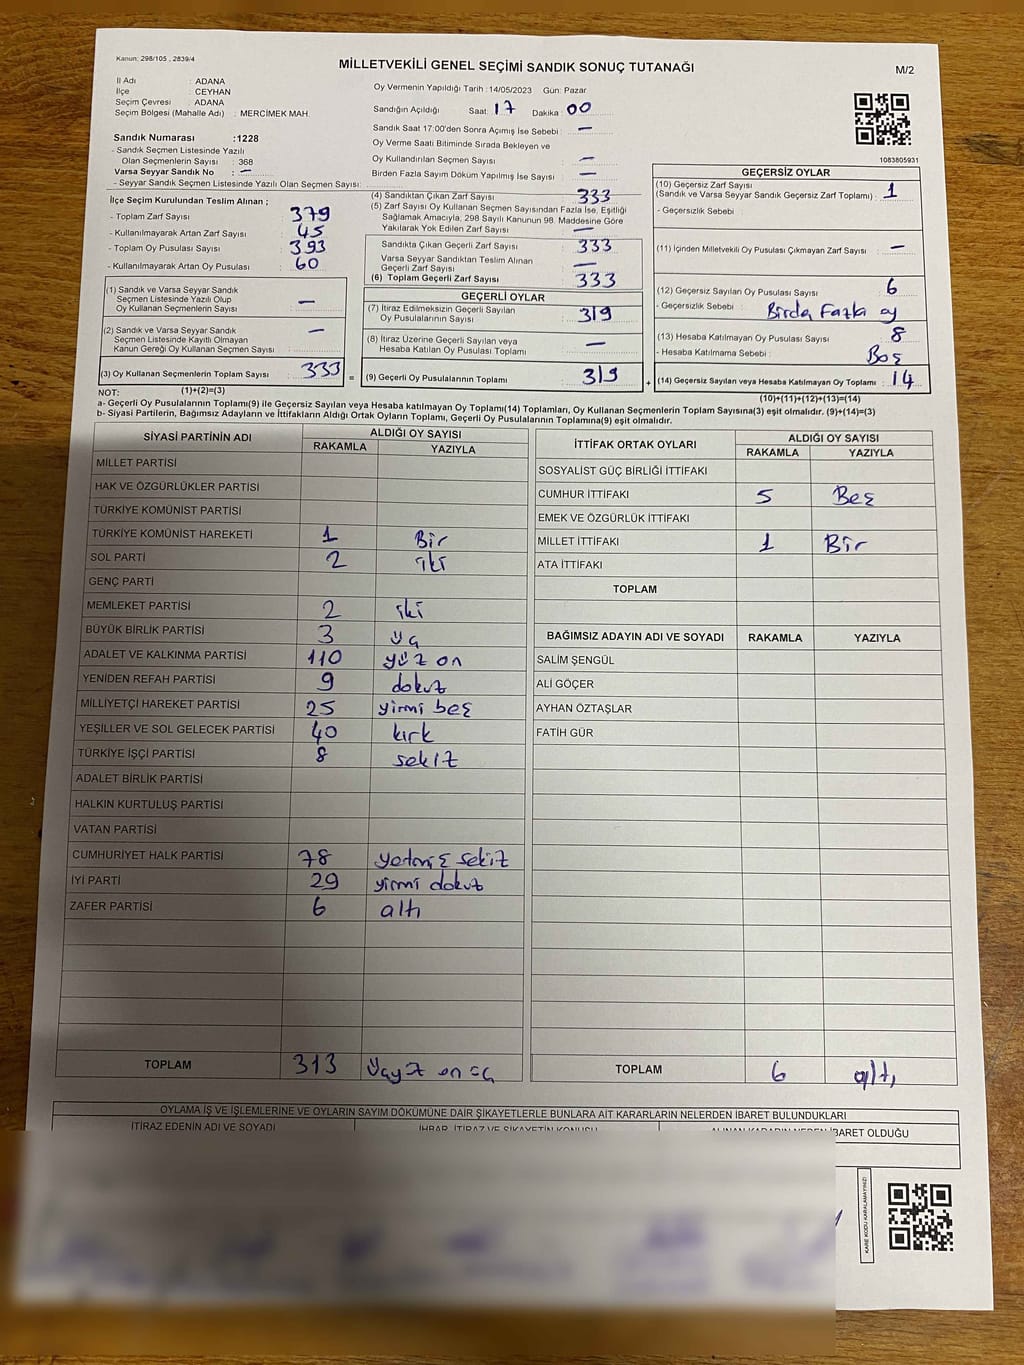 Kanun: 298/105 , 2839/4
MİLLETVEKİLİ GENEL SEÇİMİ SANDIK SONUÇ TUTANAĞI
M/2
İl Adı : ADANA
İlçe : CEYHAN
Seçim Çevresi : ADANA
Seçim Bölgesi (Mahalle Adı) : MERCİMEK MAH.
Sandık Numarası :1228
- Sandık Seçmen Listesinde Yazılı
Olan Seçmenlerin Sayısı : 368
Varsa Seyyar Sandık No : —
- Seyyar Sandık Seçmen Listesinde Yazılı Olan Seçmen Sayısı:
Oy Vermenin Yapıldığı Tarih : 14/05/2023 Gün: Pazar
Sandığın Açıldığı Saat: 17 Dakika : 00
Sandık Saat 17:00'den Sonra Açımış İse Sebebi : —
Oy Verme Saati Bitiminde Sırada Bekleyen ve
Oy Kullandırılan Seçmen Sayısı : —
Birden Fazla Sayım Döküm Yapılmış İse Sayısı : —
1083805931
İlçe Seçim Kurulundan Teslim Alınan ;
- Toplam Zarf Sayısı : 379
- Kullanılmayarak Artan Zarf Sayısı : 45
- Toplam Oy Pusulası Sayısı : 393
- Kullanılmayarak Artan Oy Pusulası : 60
(4) Sandıktan Çıkan Zarf Sayısı : 333
(5) Zarf Sayısı Oy Kullanan Seçmen Sayısından Fazla İse, Eşitliği
Sağlamak Amacıyla, 298 Sayılı Kanunun 98. Maddesine Göre
Yakılarak Yok Edilen Zarf Sayısı : —
Sandıkta Çıkan Geçerli Zarf Sayısı : 333
Varsa Seyyar Sandıktan Teslim Alınan
Geçerli Zarf Sayısı : —
(6) Toplam Geçerli Zarf Sayısı : 333
GEÇERSİZ OYLAR
(10) Geçersiz Zarf Sayısı
(Sandık ve Varsa Seyyar Sandık Geçersiz Zarf Toplamı) : 1
- Geçersizlik Sebebi :
(11) İçinden Milletvekili Oy Pusulası Çıkmayan Zarf Sayısı : —
(12) Geçersiz Sayılan Oy Pusulası Sayısı : 6
- Geçersizlik Sebebi : Birda Fazla oy
(13) Hesaba Katılmayan Oy Pusulası Sayısı : 8
- Hesaba Katılmama Sebebi : Boş
(14) Geçersiz Sayılan veya Hesaba Katılmayan Oy Toplamı : 14
(10)+(11)+(12)+(13)=(14)
(1) Sandık ve Varsa Seyyar Sandık
Seçmen Listesinde Yazılı Olup
Oy Kullanan Seçmenlerin Sayısı : —
(2) Sandık ve Varsa Seyyar Sandık
Seçmen Listesinde Kayıtlı Olmayan
Kanun Gereği Oy Kullanan Seçmen Sayısı : —
(3) Oy Kullanan Seçmenlerin Toplam Sayısı : 333 =
(1)+(2)=(3)
GEÇERLİ OYLAR
(7) İtiraz Edilmeksizin Geçerli Sayılan
Oy Pusulalarının Sayısı : 319
(8) İtiraz Üzerine Geçerli Sayılan veya
Hesaba Katılan Oy Pusulası Toplamı : —
(9) Geçerli Oy Pusulalarının Toplamı : 319 +
NOT:
a- Geçerli Oy Pusulalarının Toplamı(9) ile Geçersiz Sayılan veya Hesaba katılmayan Oy Toplamı(14) Toplamları, Oy Kullanan Seçmenlerin Toplam Sayısına(3) eşit olmalıdır. (9)+(14)=(3)
b- Siyasi Partilerin, Bağımsız Adayların ve İttifakların Aldığı Ortak Oyların Toplamı, Geçerli Oy Pusulalarının Toplamına(9) eşit olmalıdır.
SİYASİ PARTİNİN ADI ALDIĞI OY SAYISI
RAKAMLA YAZIYLA
MİLLET PARTİSİ
HAK VE ÖZGÜRLÜKLER PARTİSİ
TÜRKİYE KOMÜNİST PARTİSİ
TÜRKİYE KOMÜNİST HAREKETİ 1 Bir
SOL PARTİ 2 iki
GENÇ PARTİ
MEMLEKET PARTİSİ 2 iki
BÜYÜK BİRLİK PARTİSİ 3 üç
ADALET VE KALKINMA PARTİSİ 110 yüz on
YENİDEN REFAH PARTİSİ 9 dokuz
MİLLİYETÇİ HAREKET PARTİSİ 25 yirmi beş
YEŞİLLER VE SOL GELECEK PARTİSİ 40 kırk
TÜRKİYE İŞÇİ PARTİSİ 8 sekiz
ADALET BİRLİK PARTİSİ
HALKIN KURTULUŞ PARTİSİ
VATAN PARTİSİ
CUMHURİYET HALK PARTİSİ 78 yetmiş sekiz
İYİ PARTİ 29 yirmi dokuz
ZAFER PARTİSİ 6 altı
TOPLAM 313 Üçyüz on üç
İTTİFAK ORTAK OYLARI ALDIĞI OY SAYISI
RAKAMLA YAZIYLA
SOSYALİST GÜÇ BİRLİĞİ İTTİFAKI
CUMHUR İTTİFAKI 5 Beş
EMEK VE ÖZGÜRLÜK İTTİFAKI
MİLLET İTTİFAKI 1 Bir
ATA İTTİFAKI
TOPLAM
BAĞIMSIZ ADAYIN ADI VE SOYADI RAKAMLA YAZIYLA
SALİM ŞENGÜL
ALİ GÖÇER
AYHAN ÖZTAŞLAR
FATİH GÜR
TOPLAM 6 altı
OYLAMA İŞ VE İŞLEMLERİNE VE OYLARIN SAYIM DÖKÜMÜNE DAİR ŞİKAYETLERLE BUNLARA AİT KARARLARIN NELERDEN İBARET BULUNDUKLARI
İTİRAZ EDENİN ADI VE SOYADI İHBAR, İTİRAZ VE ŞİKAYETİN KONUSU ALINAN KARARIN NEDEN İBARET OLDUĞU
KARE KODU KARALAMAYINIZ!